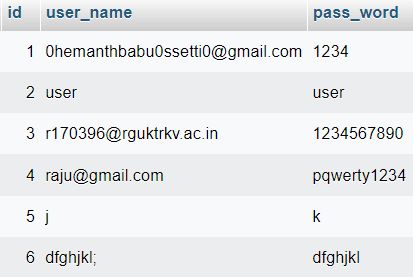 id user_name pass_word
1 0hemanthbabu0ssetti0@gmail.com 1234
2 user user
3 r170396@rguktrkv.ac.in 1234567890
4 raju@gmail.com pqwerty1234
5 j k
6 dfghjkl; dfghjkl